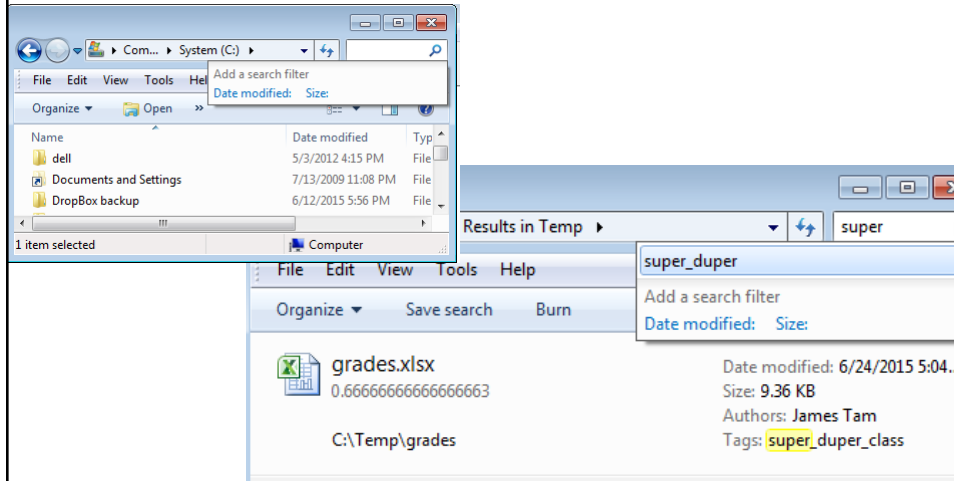 Com... System (C:)
File Edit View Tools Hel
Add a search filter
Date modified: Size:
Organize Open »
Name Date modified Typ
dell 5/3/2012 4:15 PM File
Documents and Settings 7/13/2009 11:08 PM File
DropBox backup 6/12/2015 5:56 PM File
1 item selected Computer
Results in Temp super
File Edit View Tools Help
super_duper
Add a search filter
Date modified: Size:
Organize Save search Burn
grades.xlsx Date modified: 6/24/2015 5:04...
0.66666666666666663 Size: 9.36 KB
Authors: James Tam
C:\Temp\grades Tags: super_duper_class